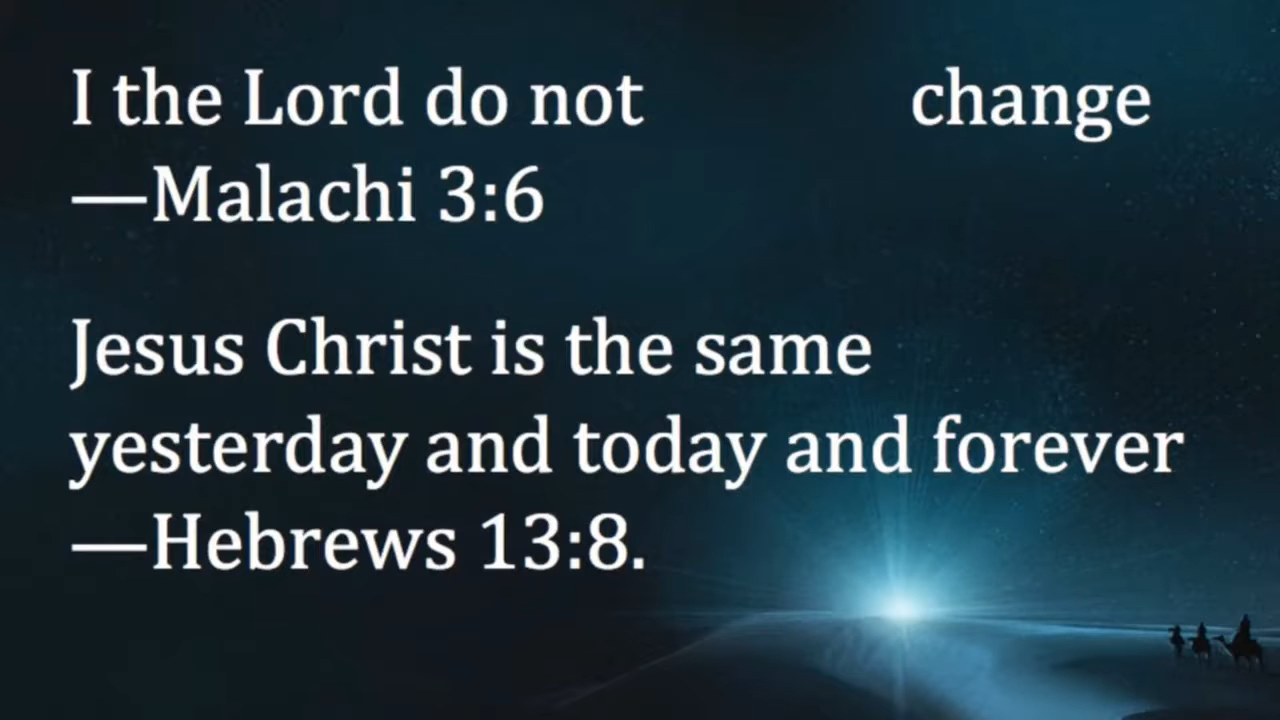 I the Lord do not change
—Malachi 3:6
Jesus Christ is the same
yesterday and today and forever
—Hebrews 13:8.